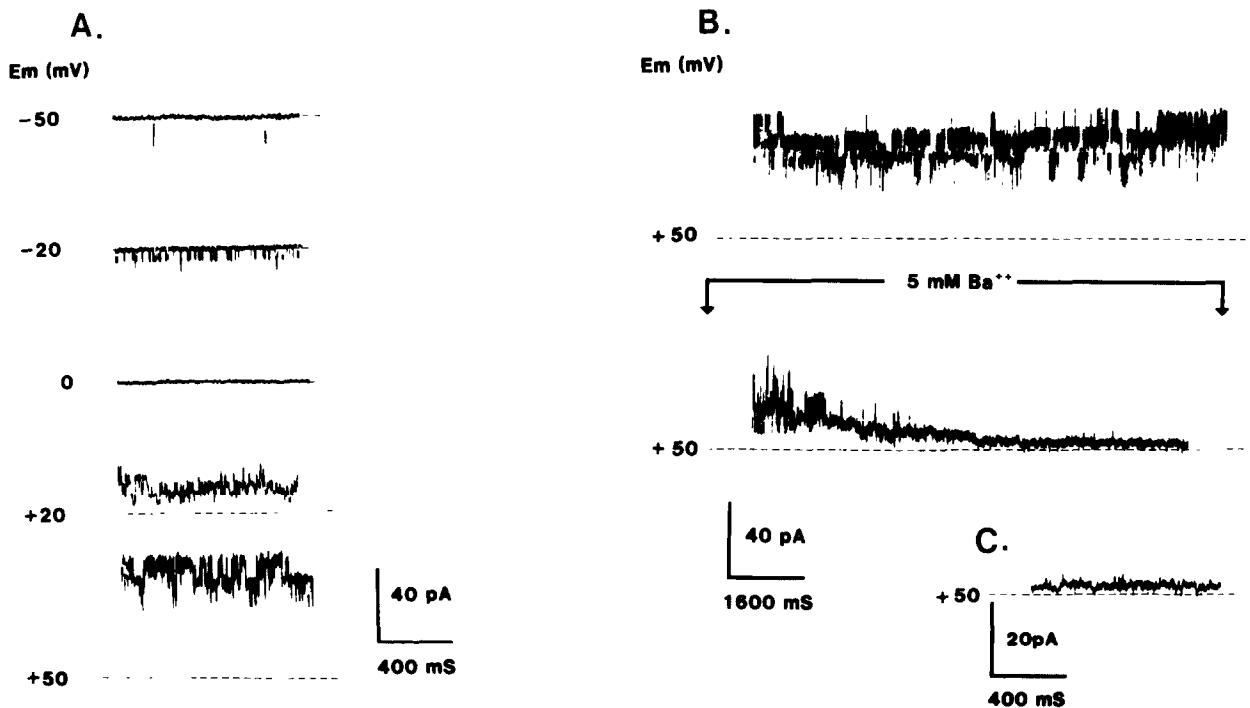 A.
Em (mV)
−50
−20
0
+20
+50
40 pA
400 mS
B.
Em (mV)
+50
5 mM Ba⁺⁺
+50
40 pA
1600 mS
C.
+50
20pA
400 mS